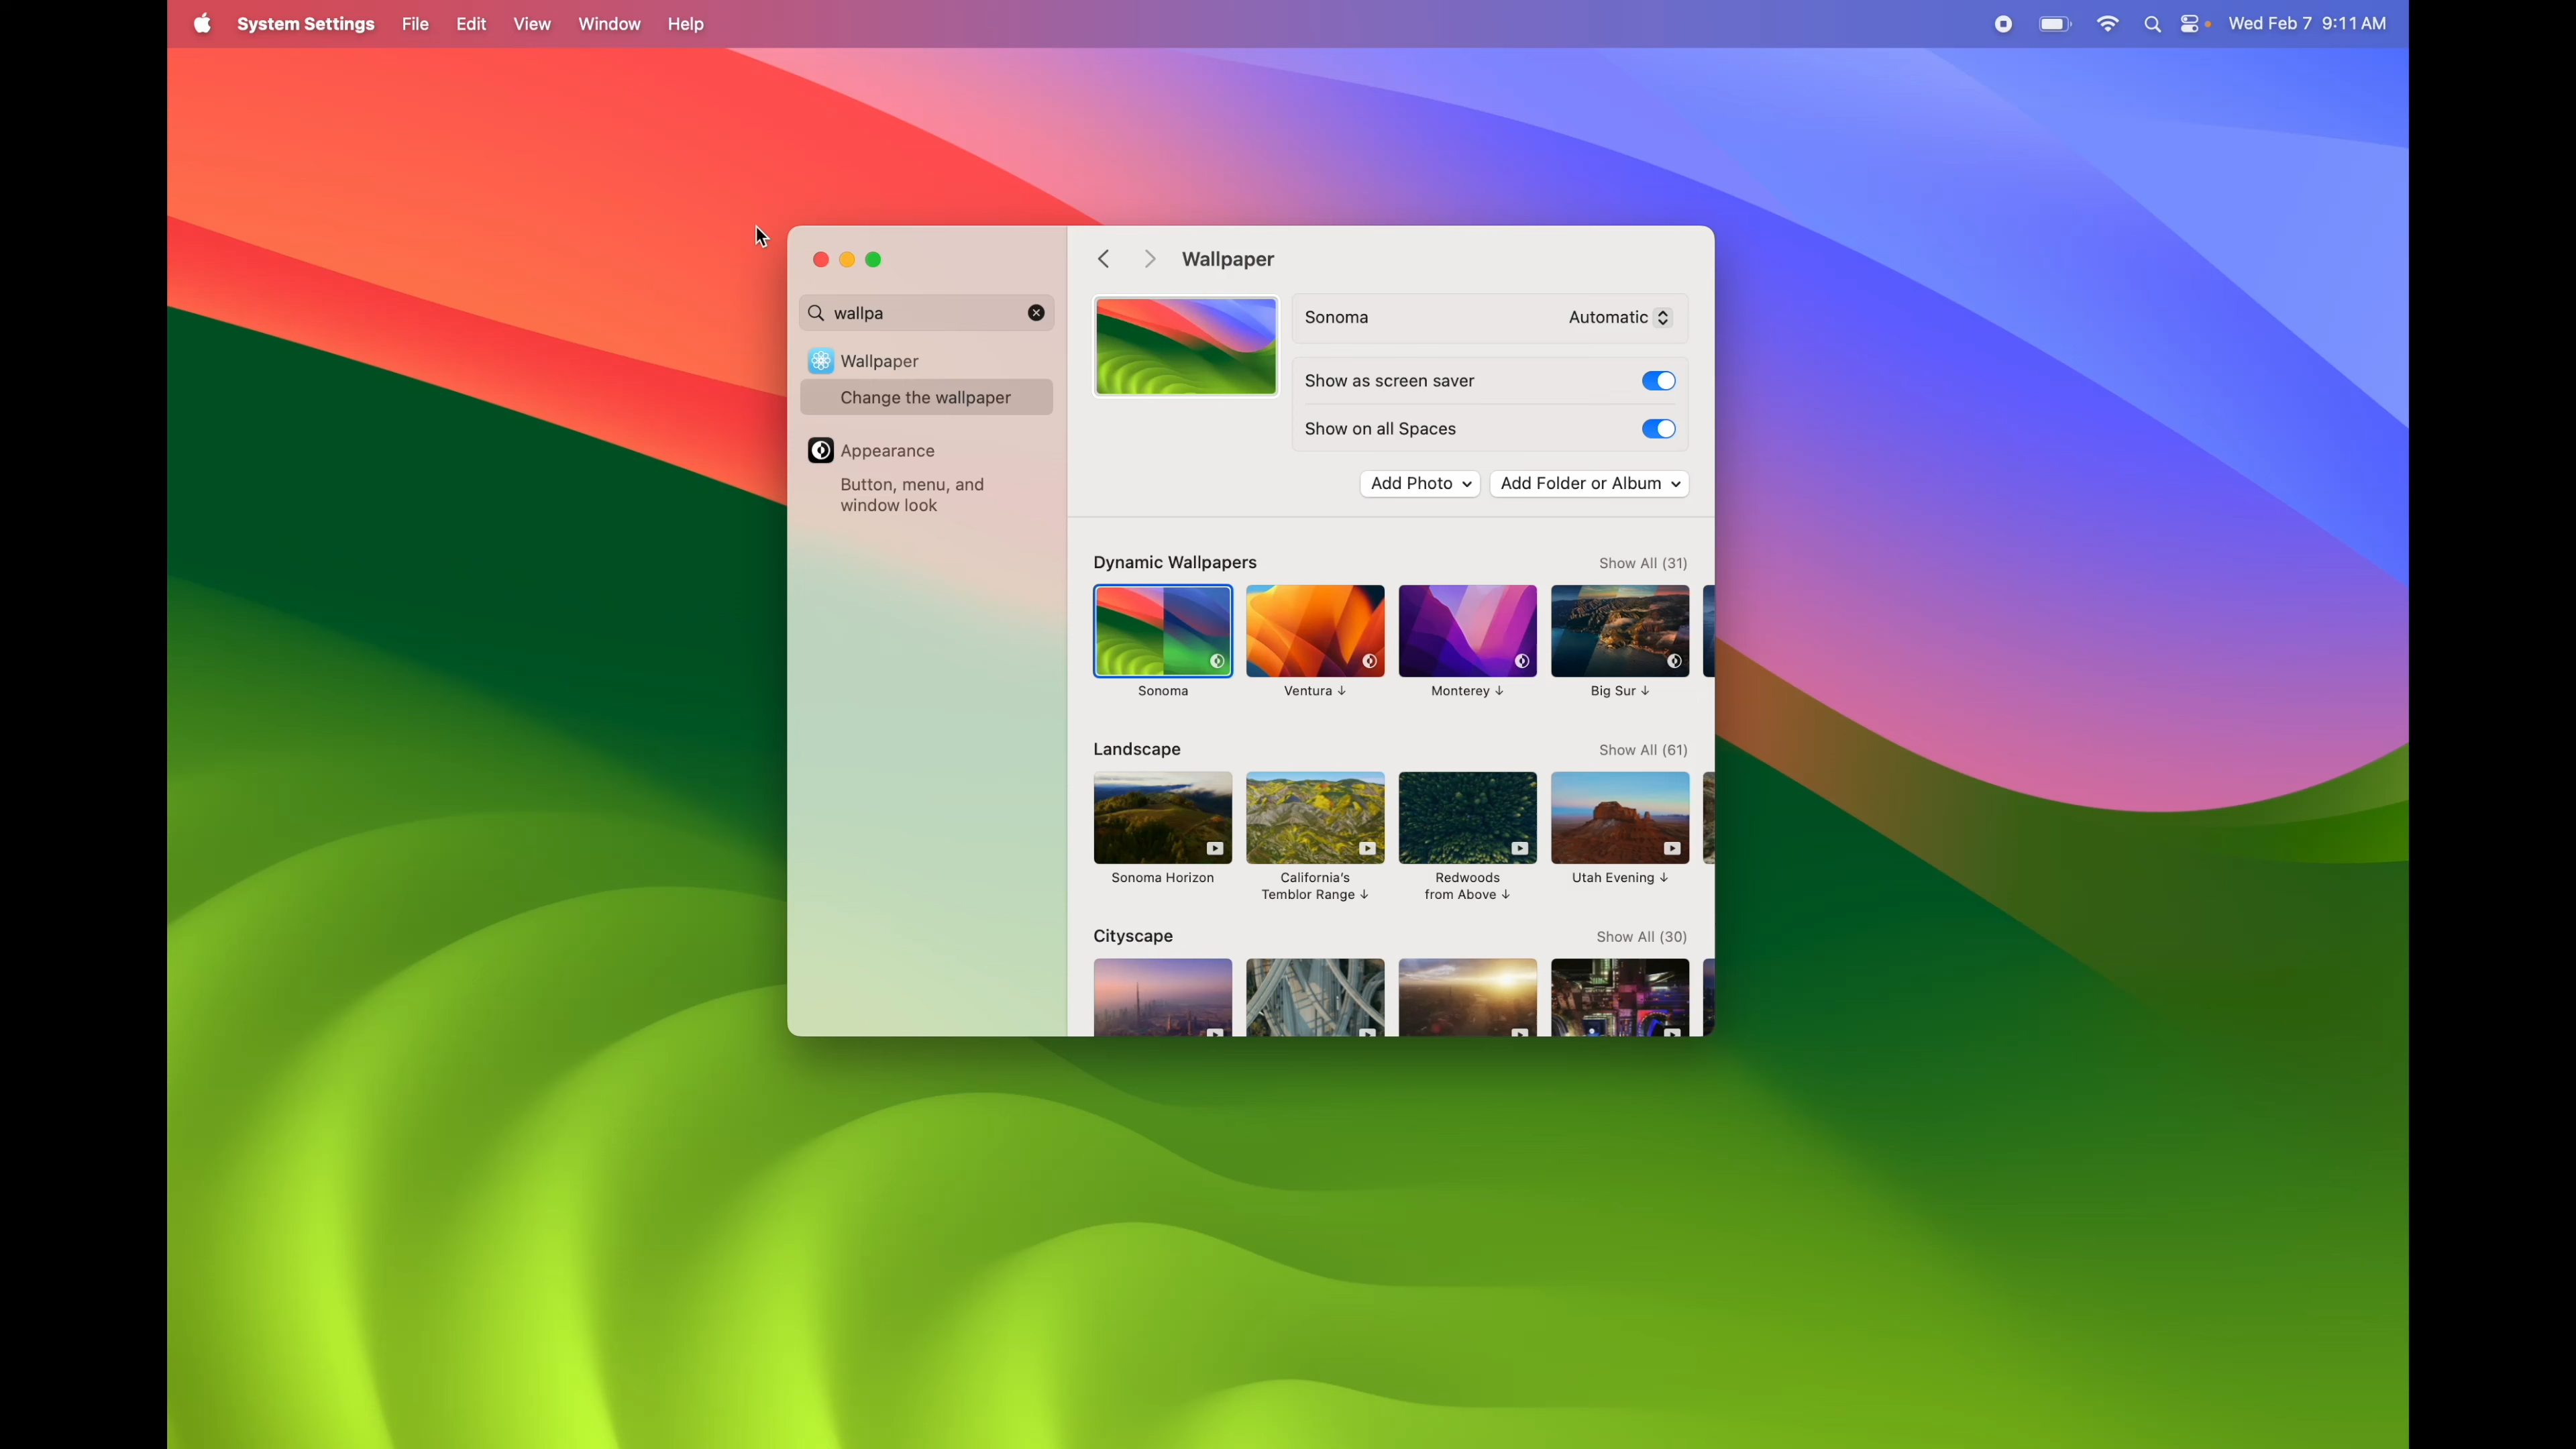 System Settings File Edit View Window Help Wed Feb 7 9:11 AM
Wallpaper
wallpa
Wallpaper
Change the wallpaper
Appearance
Button, menu, and
window look
Sonoma Automatic
Show as screen saver
Show on all Spaces
Add Photo Add Folder or Album
Dynamic Wallpapers Show All (31)
Sonoma Ventura ↓ Monterey ↓ Big Sur ↓
Landscape Show All (61)
Sonoma Horizon California's Redwoods Utah Evening ↓
Temblor Range ↓ from Above ↓
Cityscape Show All (30)